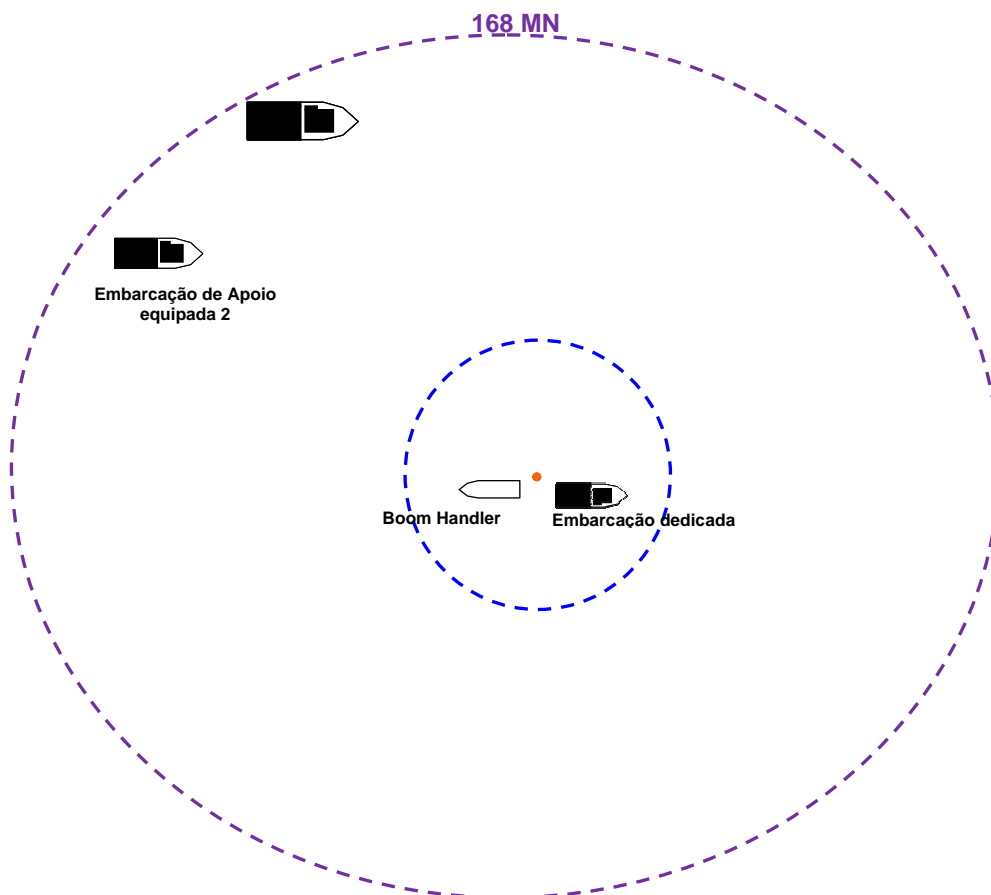 168 MN
Embarcação de Apoio
equipada 2
Boom Handler
Embarcação dedicada